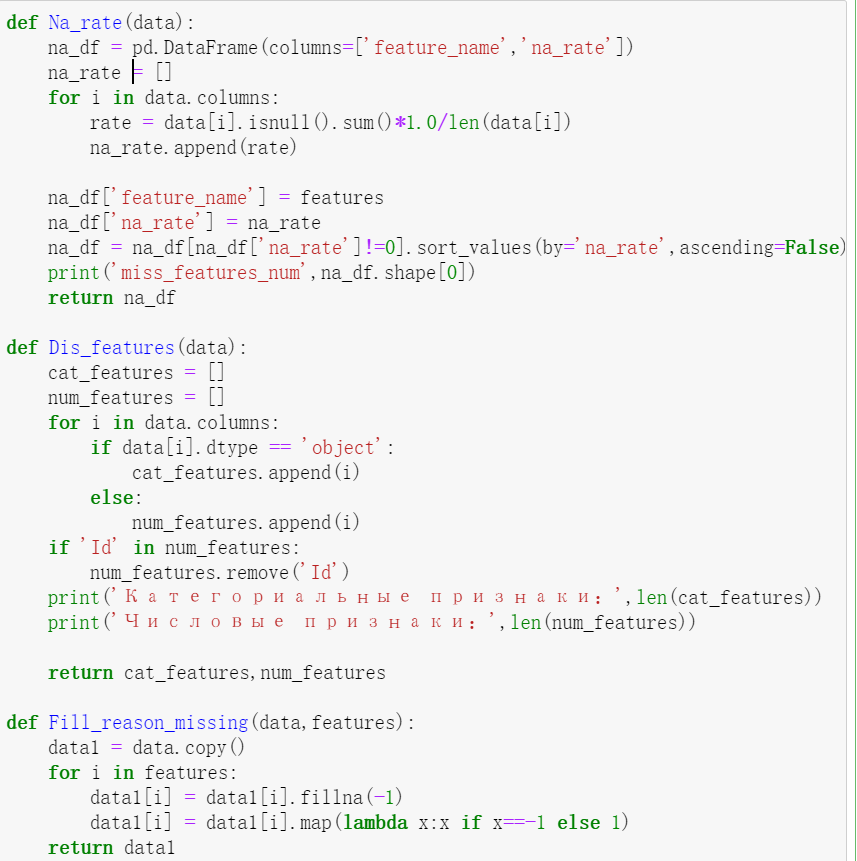 def Na_rate(data):
    na_df = pd.DataFrame(columns=['feature_name','na_rate'])
    na_rate = []
    for i in data.columns:
        rate = data[i].isnull().sum()*1.0/len(data[i])
        na_rate.append(rate)

    na_df['feature_name'] = features
    na_df['na_rate'] = na_rate
    na_df = na_df[na_df['na_rate']!=0].sort_values(by='na_rate',ascending=False)
    print('miss_features_num',na_df.shape[0])
    return na_df

def Dis_features(data):
    cat_features = []
    num_features = []
    for i in data.columns:
        if data[i].dtype == 'object':
            cat_features.append(i)
        else:
            num_features.append(i)
    if 'Id' in num_features:
        num_features.remove('Id')
    print('Категориальные признаки：',len(cat_features))
    print('Числовые признаки：',len(num_features))

    return cat_features,num_features

def Fill_reason_missing(data,features):
    data1 = data.copy()
    for i in features:
        data1[i] = data1[i].fillna(-1)
        data1[i] = data1[i].map(lambda x:x if x==-1 else 1)
    return data1